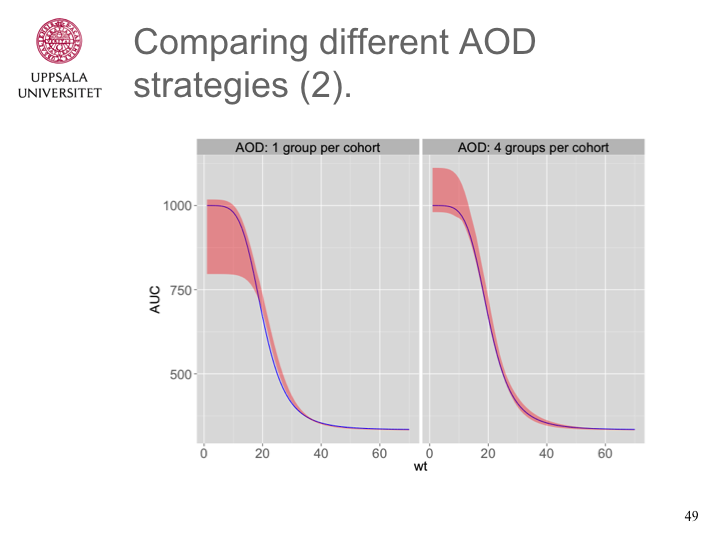 UPPSALA
UNIVERSITET
Comparing different AOD
strategies (2).
AOD: 1 group per cohort
AOD: 4 groups per cohort
AUC
1000
750
500
0 20 40 60
0 20 40 60
wt
49